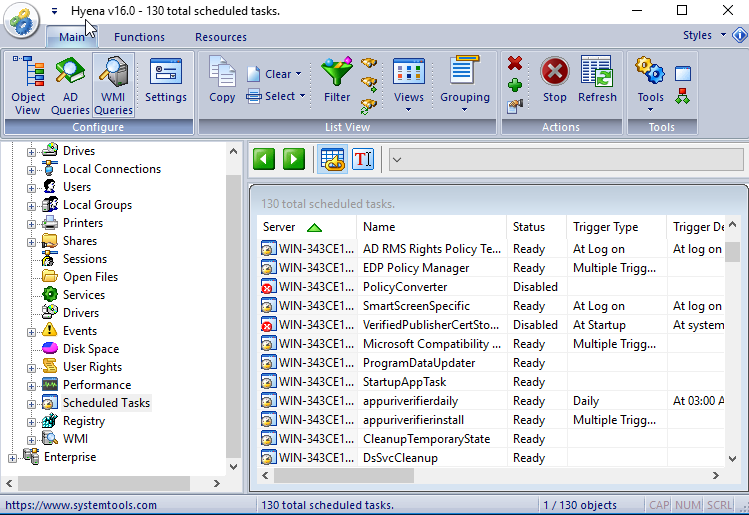 Hyena v16.0 - 130 total scheduled tasks.
Main Functions Resources Styles
Object View AD Queries WMI Queries Settings
Configure
Copy Clear Select Filter Views Grouping
List View
Stop Refresh
Actions
Tools
Tools
Drives
Local Connections
Users
Local Groups
Printers
Shares
Sessions
Open Files
Services
Drivers
Events
Disk Space
User Rights
Performance
Scheduled Tasks
Registry
WMI
Enterprise
130 total scheduled tasks.
Server Name Status Trigger Type Trigger De
WIN-343CE1... AD RMS Rights Policy Te... Ready At Log on At log on
WIN-343CE1... EDP Policy Manager Ready Multiple Trigg...
WIN-343CE1... PolicyConverter Disabled
WIN-343CE1... SmartScreenSpecific Ready At Log on At log on
WIN-343CE1... VerifiedPublisherCertSto... Disabled At Startup At system
WIN-343CE1... Microsoft Compatibility ... Ready Multiple Trigg...
WIN-343CE1... ProgramDataUpdater Ready
WIN-343CE1... StartupAppTask Ready
WIN-343CE1... appuriverifierdaily Ready Daily At 03:00 A
WIN-343CE1... appuriverifierinstall Ready Multiple Trigg...
WIN-343CE1... CleanupTemporaryState Ready
WIN-343CE1... DsSvcCleanup Ready
https://www.systemtools.com 130 total scheduled tasks. 1 / 130 objects CAP NUM SCRL